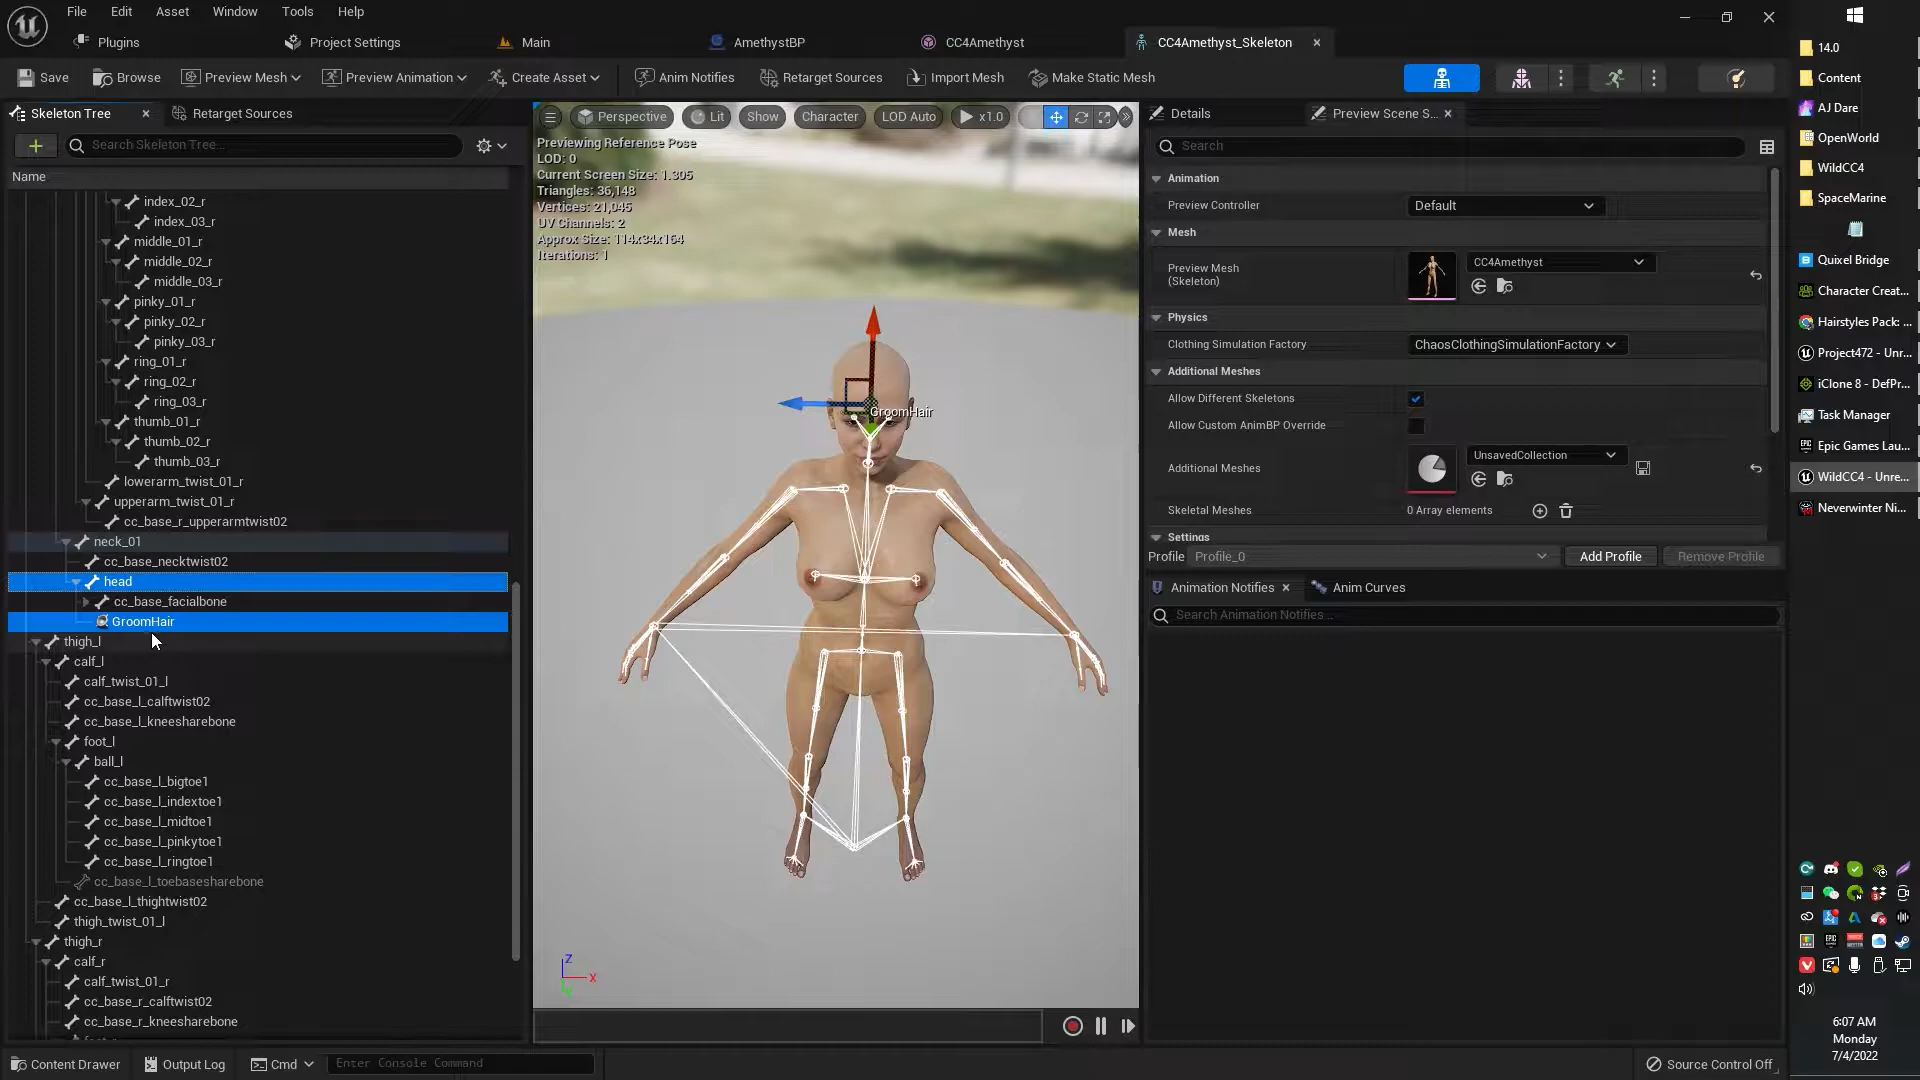 File Edit Asset Window Tools Help
Plugins Project Settings Main AmethystBP CC4Amethyst CC4Amethyst_Skeleton
Save Browse Preview Mesh Preview Animation Create Asset Anim Notifies Retarget Sources Import Mesh Make Static Mesh
Skeleton Tree Retarget Sources
Search Skeleton Tree...
Name
index_02_r
index_03_r
middle_01_r
middle_02_r
middle_03_r
pinky_01_r
pinky_02_r
pinky_03_r
ring_01_r
ring_02_r
ring_03_r
thumb_01_r
thumb_02_r
thumb_03_r
lowerarm_twist_01_r
upperarm_twist_01_r
cc_base_r_upperarmtwist02
neck_01
cc_base_necktwist02
head
cc_base_facialbone
GroomHair
thigh_l
calf_l
calf_twist_01_l
cc_base_l_calftwist02
cc_base_l_kneesharebone
foot_l
ball_l
cc_base_l_bigtoe1
cc_base_l_indextoe1
cc_base_l_midtoe1
cc_base_l_pinkytoe1
cc_base_l_ringtoe1
cc_base_l_toebasesharebone
cc_base_l_thightwist02
thigh_twist_01_l
thigh_r
calf_r
calf_twist_01_r
cc_base_r_calftwist02
cc_base_r_kneesharebone
Perspective Lit Show Character LOD Auto x1.0
Previewing Reference Pose
LOD: 0
Current Screen Size: 1.305
Triangles: 36,148
Vertices: 21,045
UV Channels: 2
Approx Size: 114x34x164
Iterations: 1
GroomHair
Z
X
Y
Details Preview Scene S...
Search
Animation
Preview Controller Default
Mesh
Preview Mesh
(Skeleton)
CC4Amethyst
Physics
Clothing Simulation Factory ChaosClothingSimulationFactory
Additional Meshes
Allow Different Skeletons
Allow Custom AnimBP Override
Additional Meshes UnsavedCollection
Skeletal Meshes 0 Array elements
Settings
Profile Profile_0 Add Profile Remove Profile
Animation Notifies Anim Curves
Search Animation Notifies ..
Content Drawer Output Log Cmd Enter Console Command Source Control Off
14.0
Content
AJ Dare
OpenWorld
WildCC4
SpaceMarine
Quixel Bridge
Character Creat...
Hairstyles Pack: ...
Project472 - Unr...
iClone 8 - DefPr...
Task Manager
Epic Games Lau...
WildCC4 - Unre...
Neverwinter Ni...
6:07 AM
Monday
7/4/2022